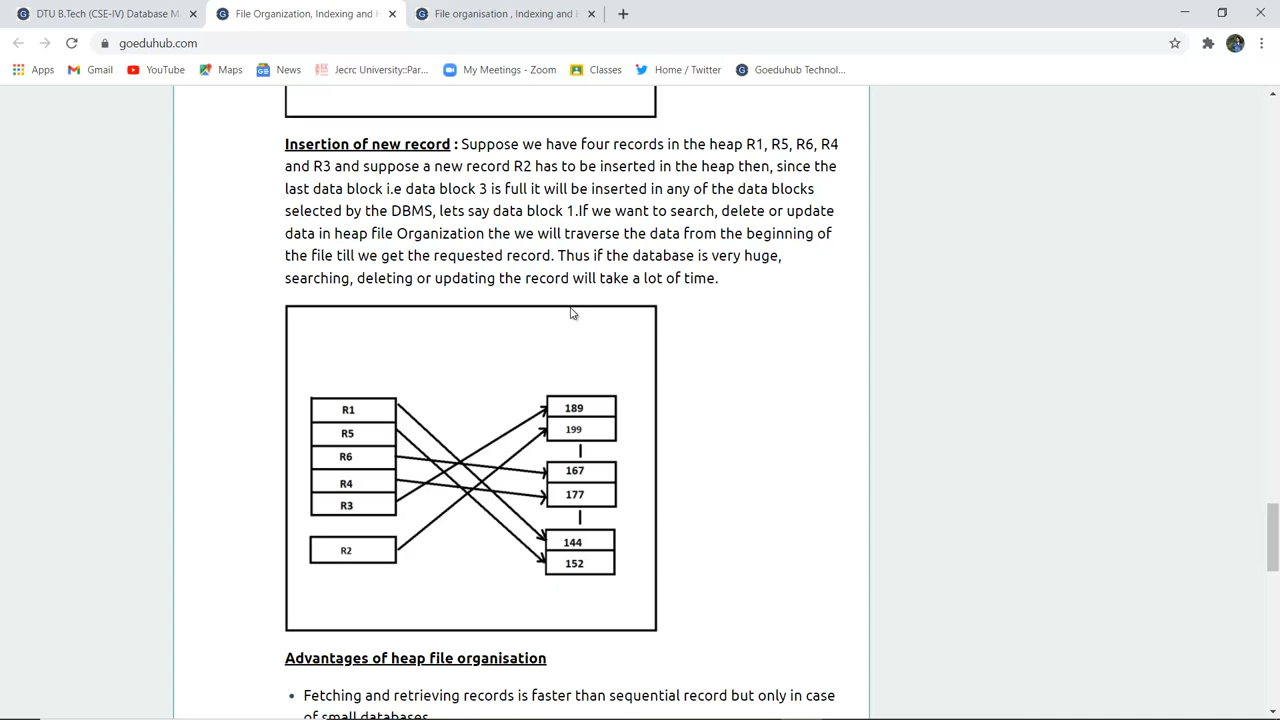 DTU B.Tech (CSE-IV) Database M
File Organization, Indexing and H
File organisation , Indexing and H
goeduhub.com
Apps
Gmail
YouTube
Maps
News
Jecrc University::Par...
My Meetings - Zoom
Classes
Home / Twitter
Goeduhub Technol...
Insertion of new record : Suppose we have four records in the heap R1, R5, R6, R4
and R3 and suppose a new record R2 has to be inserted in the heap then, since the
last data block i.e data block 3 is full it will be inserted in any of the data blocks
selected by the DBMS, lets say data block 1.If we want to search, delete or update
data in heap file Organization the we will traverse the data from the beginning of
the file till we get the requested record. Thus if the database is very huge,
searching, deleting or updating the record will take a lot of time.
R1
R5
R6
R4
R3
R2
189
199
167
177
144
152
Advantages of heap file organisation
• Fetching and retrieving records is faster than sequential record but only in case
of small databases